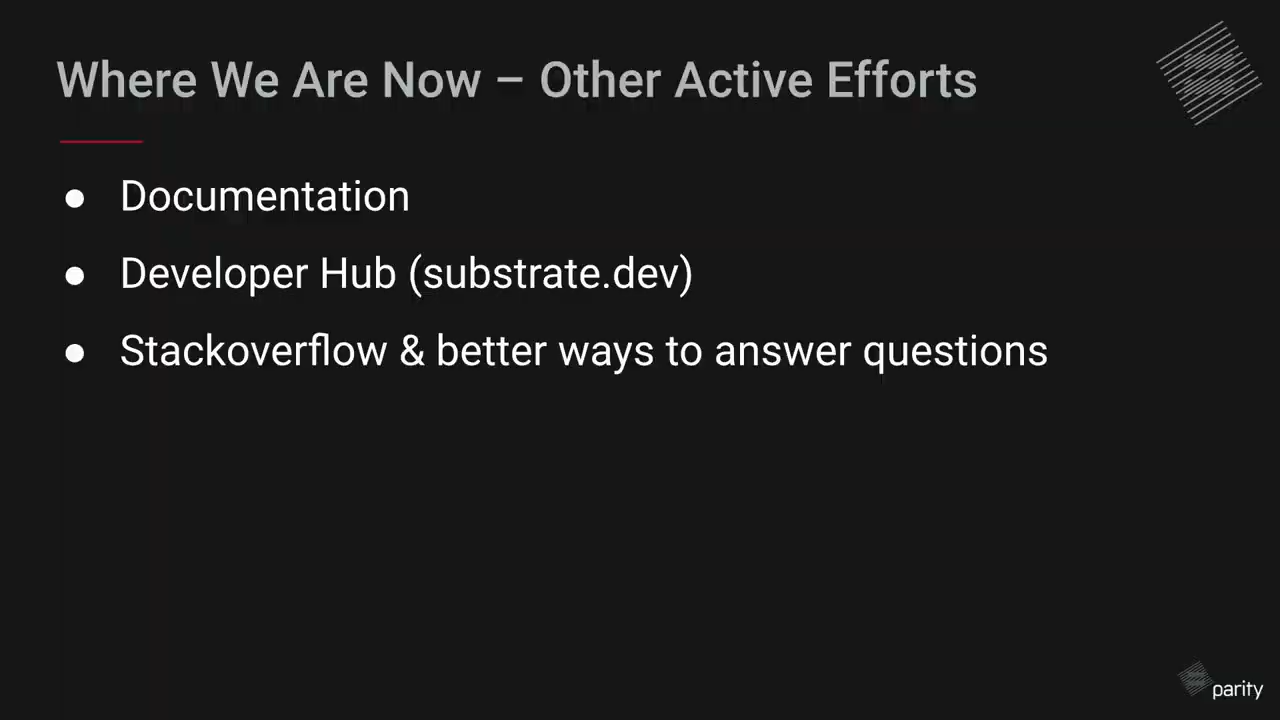 Where We Are Now – Other Active Efforts
● Documentation
● Developer Hub (substrate.dev)
● Stackoverflow & better ways to answer questions
parity